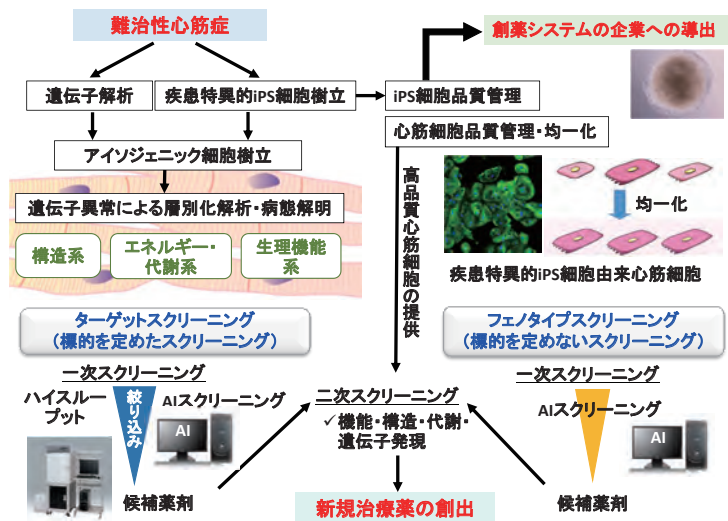 難治性心筋症
創薬システムの企業への導出
遺伝子解析
疾患特異的iPS細胞樹立
iPS細胞品質管理
心筋細胞品質管理・均一化
アイソジェニック細胞樹立
遺伝子異常による層別化解析・病態解明
構造系
エネルギー・
代謝系
生理機能
系
高品質心筋細胞の提供
均一化
疾患特異的iPS細胞由来心筋細胞
ターゲットスクリーニング
（標的を定めたスクリーニング）
フェノタイプスクリーニング
（標的を定めないスクリーニング）
一次スクリーニング
ハイスルー
プット
絞り込み
AIスクリーニング
AI
候補薬剤
二次スクリーニング
✓機能・構造・代謝・
遺伝子発現
新規治療薬の創出
一次スクリーニング
AIスクリーニング
AI
候補薬剤